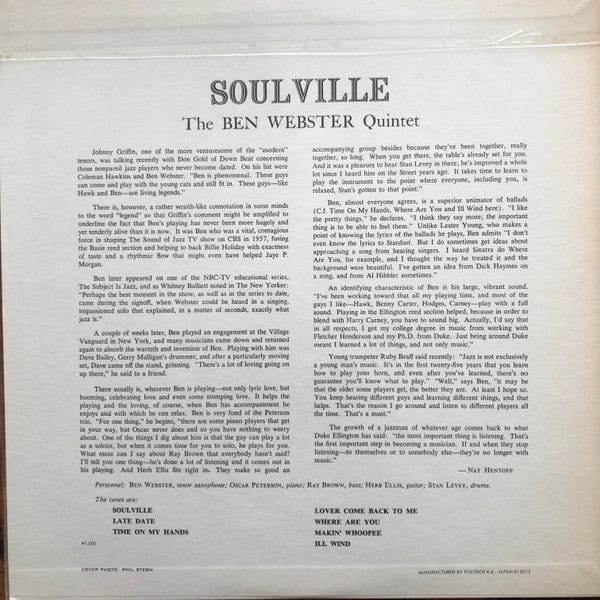 SOULVILLE
The BEN WEBSTER Quintet
Johnny Griffin, one of the more venturesome of the "modern"
tenors, was talking recently with Don Gold of Down Beat concerning
those nonpareil jazz players who never become dated. On his list were
Coleman Hawkins and Ben Webster. "Ben is phenomenal. These guys
can come and play with the young cats and still fit in. These guys—like
Hawk and Ben—are living legends."
There is, however, a rather wraith-like connotation in some minds
to the word "legend" so that Griffin's comment might be amplified to
underline the fact that Ben's playing has never been more hugely and
yet tenderly alive than it is now. It was Ben who was a vital, contagious
force in shaping The Sound of Jazz TV show on CBS in 1957, fusing
the Basie reed section and helping to back Billie Holiday with exactness
of taste and a rhythmic flow that might even have helped Jaye P.
Morgan.
Ben later appeared on one of the NBC-TV educational series,
The Subject Is Jazz, and as Whitney Balliett noted in The New Yorker:
"Perhaps the best moment in the show, as well as in the series to date,
came during the signoff, when Webster could be heard in a singing,
impassioned solo that explained, in a matter of seconds, exactly what
jazz is."
A couple of weeks later, Ben played an engagement at the Village
Vanguard in New York, and many musicians came down and returned
again to absorb the warmth and invention of Ben's playing. With him was
Dave Bailey, Gerry Mulligan's drummer, and after a particularly moving
set, Dave came off the stand, grinning. "There's a lot of loving going on
up there," he said to a friend.
There usually is, wherever Ben is playing—not only lyric love, but
booming, celebrating love and even some stomping love. It helps the
playing and the loving, of course, when Ben has accompaniment he
enjoys and with which he can relax. Ben is very fond of the Peterson
trio. "For one thing," he begins, "there are some piano players that get
in your way, but Oscar never does and so you have nothing to worry
about. One of the things I dig about him is that the guy can play a lot
as a soloist, but when it comes time for you to solo, he plays for you.
What more can I say about Ray Brown that everybody hasn't said?
I'll tell you one thing—he's done a lot of listening and it comes out in
his playing. And Herb Ellis fits right in. They make so good an
accompanying group besides because they've been together, really
together, so long. When you get there, the table's already set for you.
And it was a pleasure to hear Stan Levey in there; he's improved a whole
lot since I heard him on the Street years ago. It takes time to learn to
play the instrument to the point where everyone, including you, is
relaxed, Stan's gotten to that point."
Ben, almost everyone agrees, is a superior animator of ballads
(C.f. Time On My Hands, Where Are You and Ill Wind here). "I like
the pretty things," he declares. "I think they say more; the important
thing is to be able to feel them." Unlike Lester Young, who makes a
point of knowing the lyrics of the ballads he plays, Ben admits "I don't
even know the lyrics to Stardust. But I do sometimes get ideas about
approaching a song from hearing singers. I heard Sinatra do Where
Are You, for example, and I thought the way he treated it and the
background were beautiful. I've gotten an idea from Dick Haymes on
a song, and from Al Hibbler sometimes."
An identifying characteristic of Ben is his large, vibrant sound.
"I've been working toward that all my playing time, and most of the
guys I like—Hawk, Benny Carter, Hodges, Carney—play with a full
sound. Playing in the Ellington reed section helped, because in order to
blend with Harry Carney, you have to sound big. Actually, I'd say that
in all respects, I got my college degree in music from working with
Fletcher Henderson and my Ph.D. from Duke. Just being around Duke
meant I learned a lot of things, and not only music."
Young trumpeter Ruby Braff said recently: "Jazz is not exclusively
a young man's music. It's in the first twenty-five years that you learn
how to play your horn, and even after you've learned, there's no
guarantee you'll know what to play." "Well," says Ben, "it may be
that the older some players get, the better they are. At least I hope so.
You keep hearing different guys and learning different things, and that
helps. That's the reason I go around and listen to different players all
the time. That's a must."
The growth of a jazzman of whatever age comes back to what
Duke Ellington has said: "the most important thing is listening. That's
the first important step in becoming a musician. If and when they stop
listening—to themselves or to somebody else—they're no longer with
music."
— NAT HENTOFF
Personnel: BEN WEBSTER, tenor saxophone; OSCAR PETERSON, piano; RAY BROWN, bass; HERB ELLIS, guitar; STAN LEVEY, drums.
The tunes are:
SOULVILLE
LATE DATE
TIME ON MY HANDS
LOVER COME BACK TO ME
WHERE ARE YOU
MAKIN' WHOOPEE
ILL WIND
¥1,500
COVER PHOTO: PHIL STERN
MANUFACTURED BY POLYDOR K.K., JAPAN KI 8012